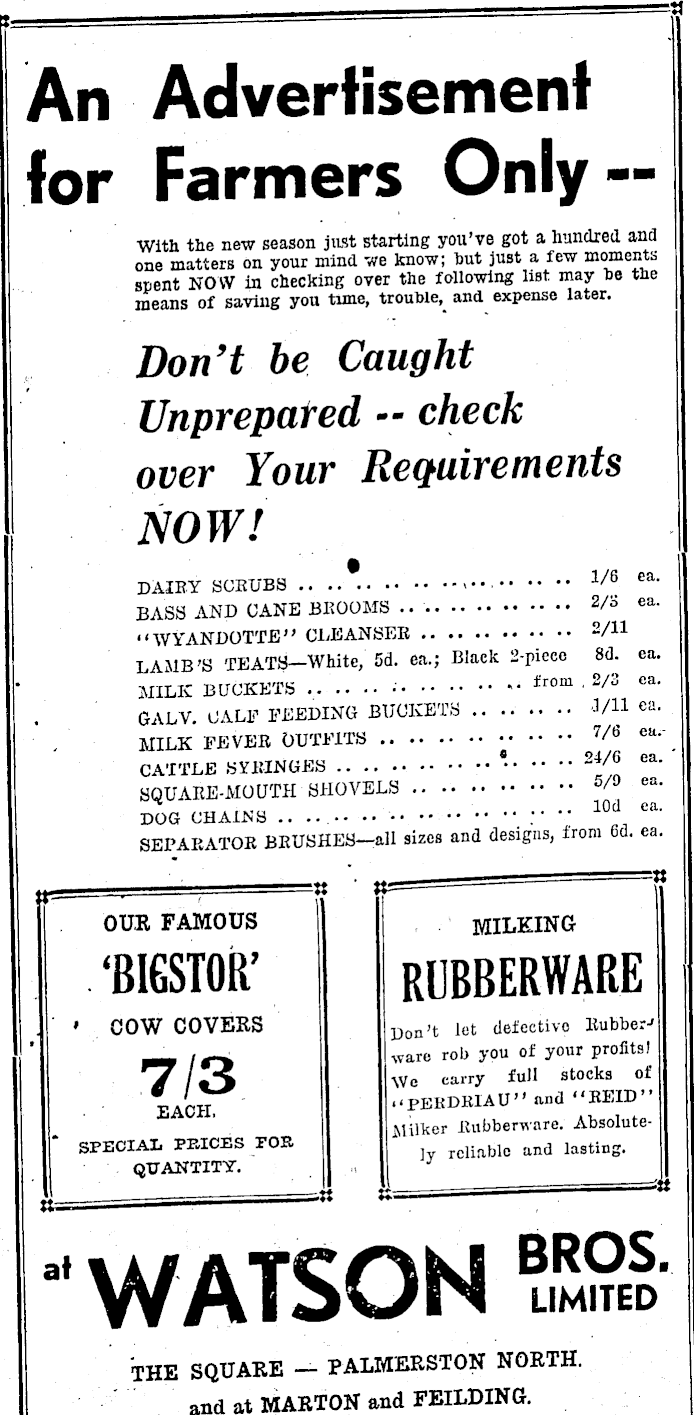 An Advertisement
for Farmers Only --
With the new season just starting you've got a hundred and
one matters on your mind we know; but just a few moments
spent NOW in checking over the following list may be the
means of saving you time, trouble, and expense later.
Don't be Caught
Unprepared -- check
over Your Requirements
NOW!
DAIRY SCRUBS .. .. .. .. .. .. .. .. .. .. 1/6 ea.
BASS AND CANE BROOMS .. .. .. .. .. .. .. 2/3 ea.
"WYANDOTTE" CLEANSER .. .. .. .. .. .. 2/11
LAMB'S TEATS—White, 5d. ea.; Black 2-piece 8d. ea.
MILK BUCKETS .. .. .. .. .. .. .. .. from 2/3 ea.
GALV. CALF FEEDING BUCKETS .. .. .. .. 1/11 ea.
MILK FEVER OUTFITS .. .. .. .. .. .. .. .. 7/6 ea.
CATTLE SYRINGES .. .. .. .. .. .. .. .. .. 24/6 ea.
SQUARE-MOUTH SHOVELS .. .. .. .. .. .. 5/9 ea.
DOG CHAINS .. .. .. .. .. .. .. .. .. .. .. 10d ea.
SEPARATOR BRUSHES—all sizes and designs, from 6d. ea.
OUR FAMOUS
'BIGSTOR'
COW COVERS
7/3
EACH,
SPECIAL PRICES FOR
QUANTITY.
MILKING
RUBBERWARE
Don't let defective Rubber-
ware rob you of your profits!
We carry full stocks of
"PERDRIAU" and "REID"
Milker Rubberware. Absolute-
ly reliable and lasting.
at WATSON BROS.
LIMITED
THE SQUARE — PALMERSTON NORTH.
and at MARTON and FEILDING.